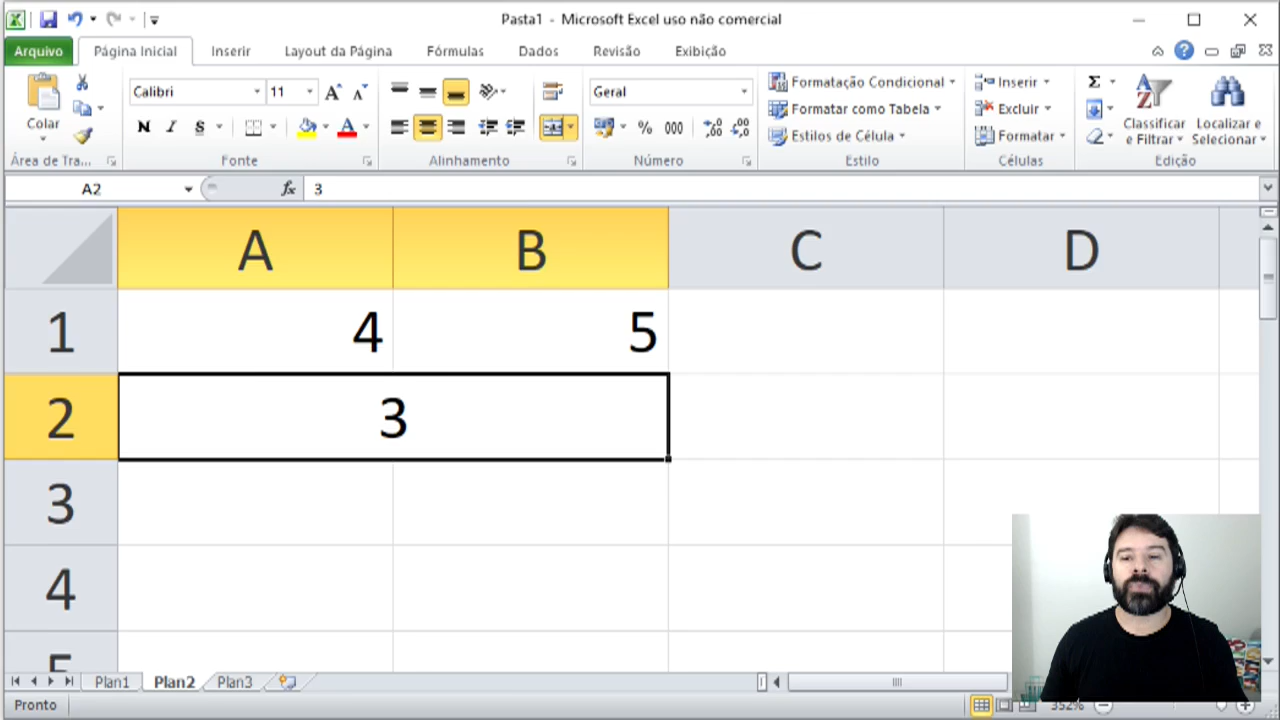 Pasta1 - Microsoft Excel uso não comercial
Arquivo Página Inicial Inserir Layout da Página Fórmulas Dados Revisão Exibição
Colar
Área de Tra...
Calibri 11
N I S
Fonte
Alinhamento
Geral
% 000
Número
Formatação Condicional
Formatar como Tabela
Estilos de Célula
Estilo
Inserir
Excluir
Formatar
Células
Σ
Classificar e Filtrar
Localizar e Selecionar
Edição
A2 fx 3
A B C D
1 4 5
2 3
3
4
5
Plan1 Plan2 Plan3
Pronto 352%